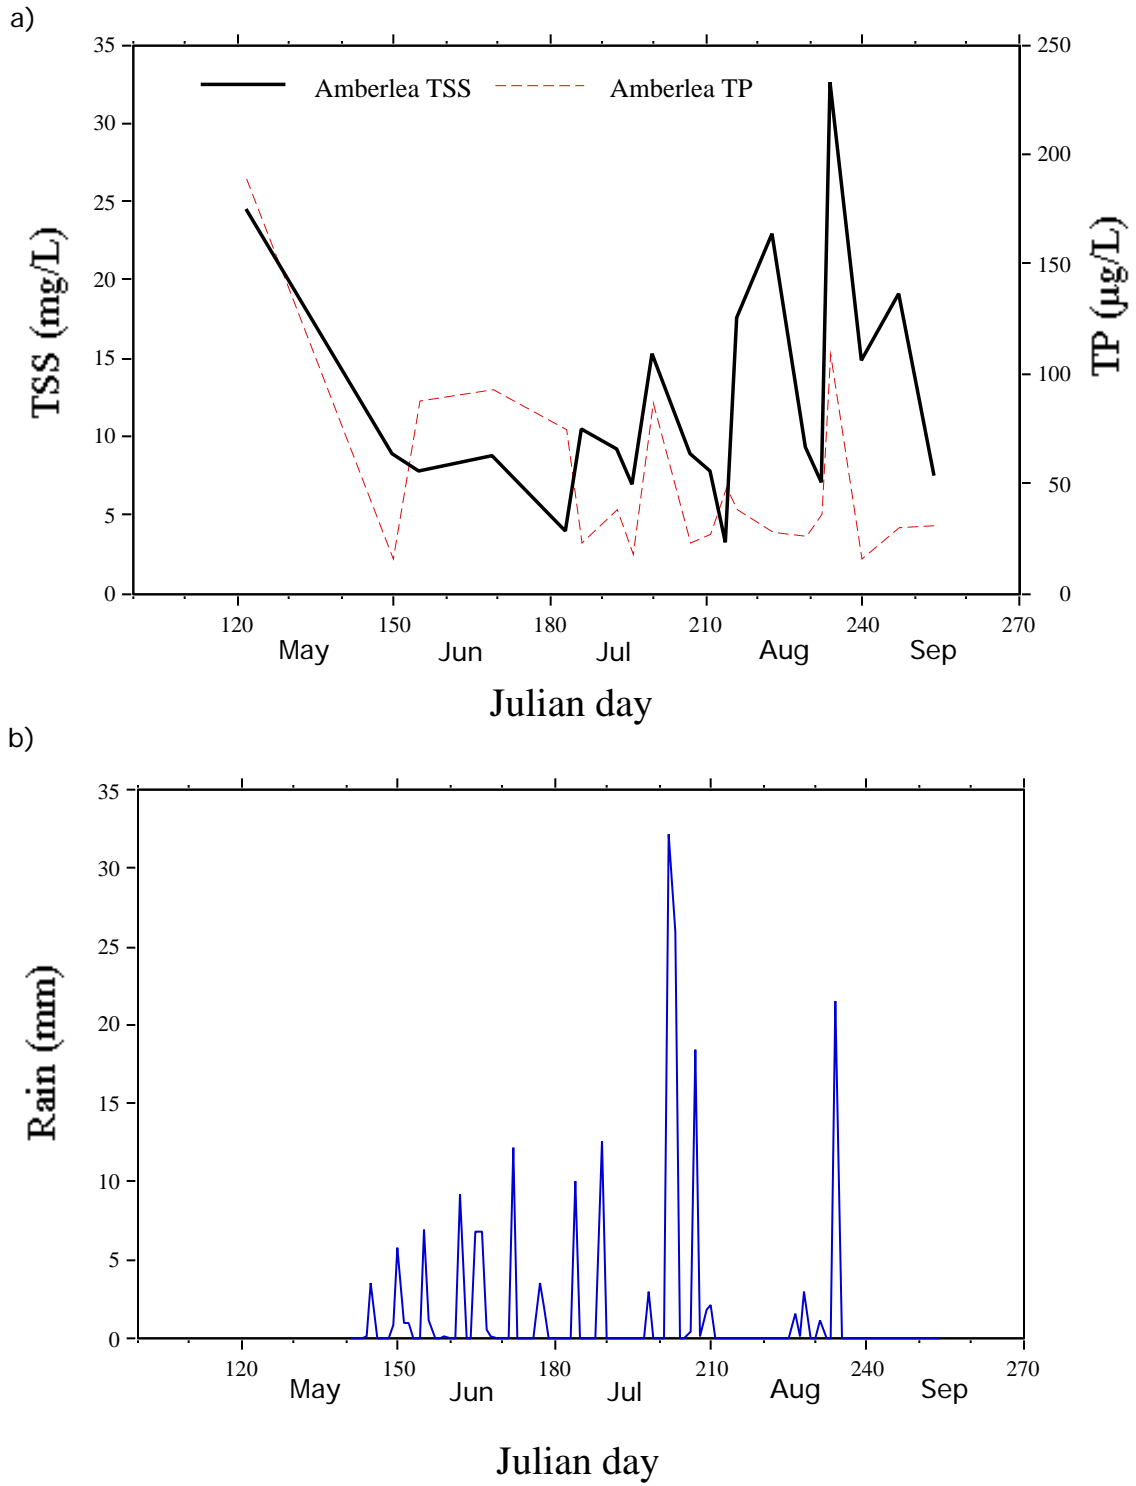 a)
35
30
25
20
15
10
5
0
TSS (mg/L)
Amberlea TSS
Amberlea TP
250
200
150
100
50
0
TP (µg/L)
120 150 180 210 240 270
May Jun Jul Aug Sep
Julian day
b)
35
30
25
20
15
10
5
0
Rain (mm)
120 150 180 210 240 270
May Jun Jul Aug Sep
Julian day